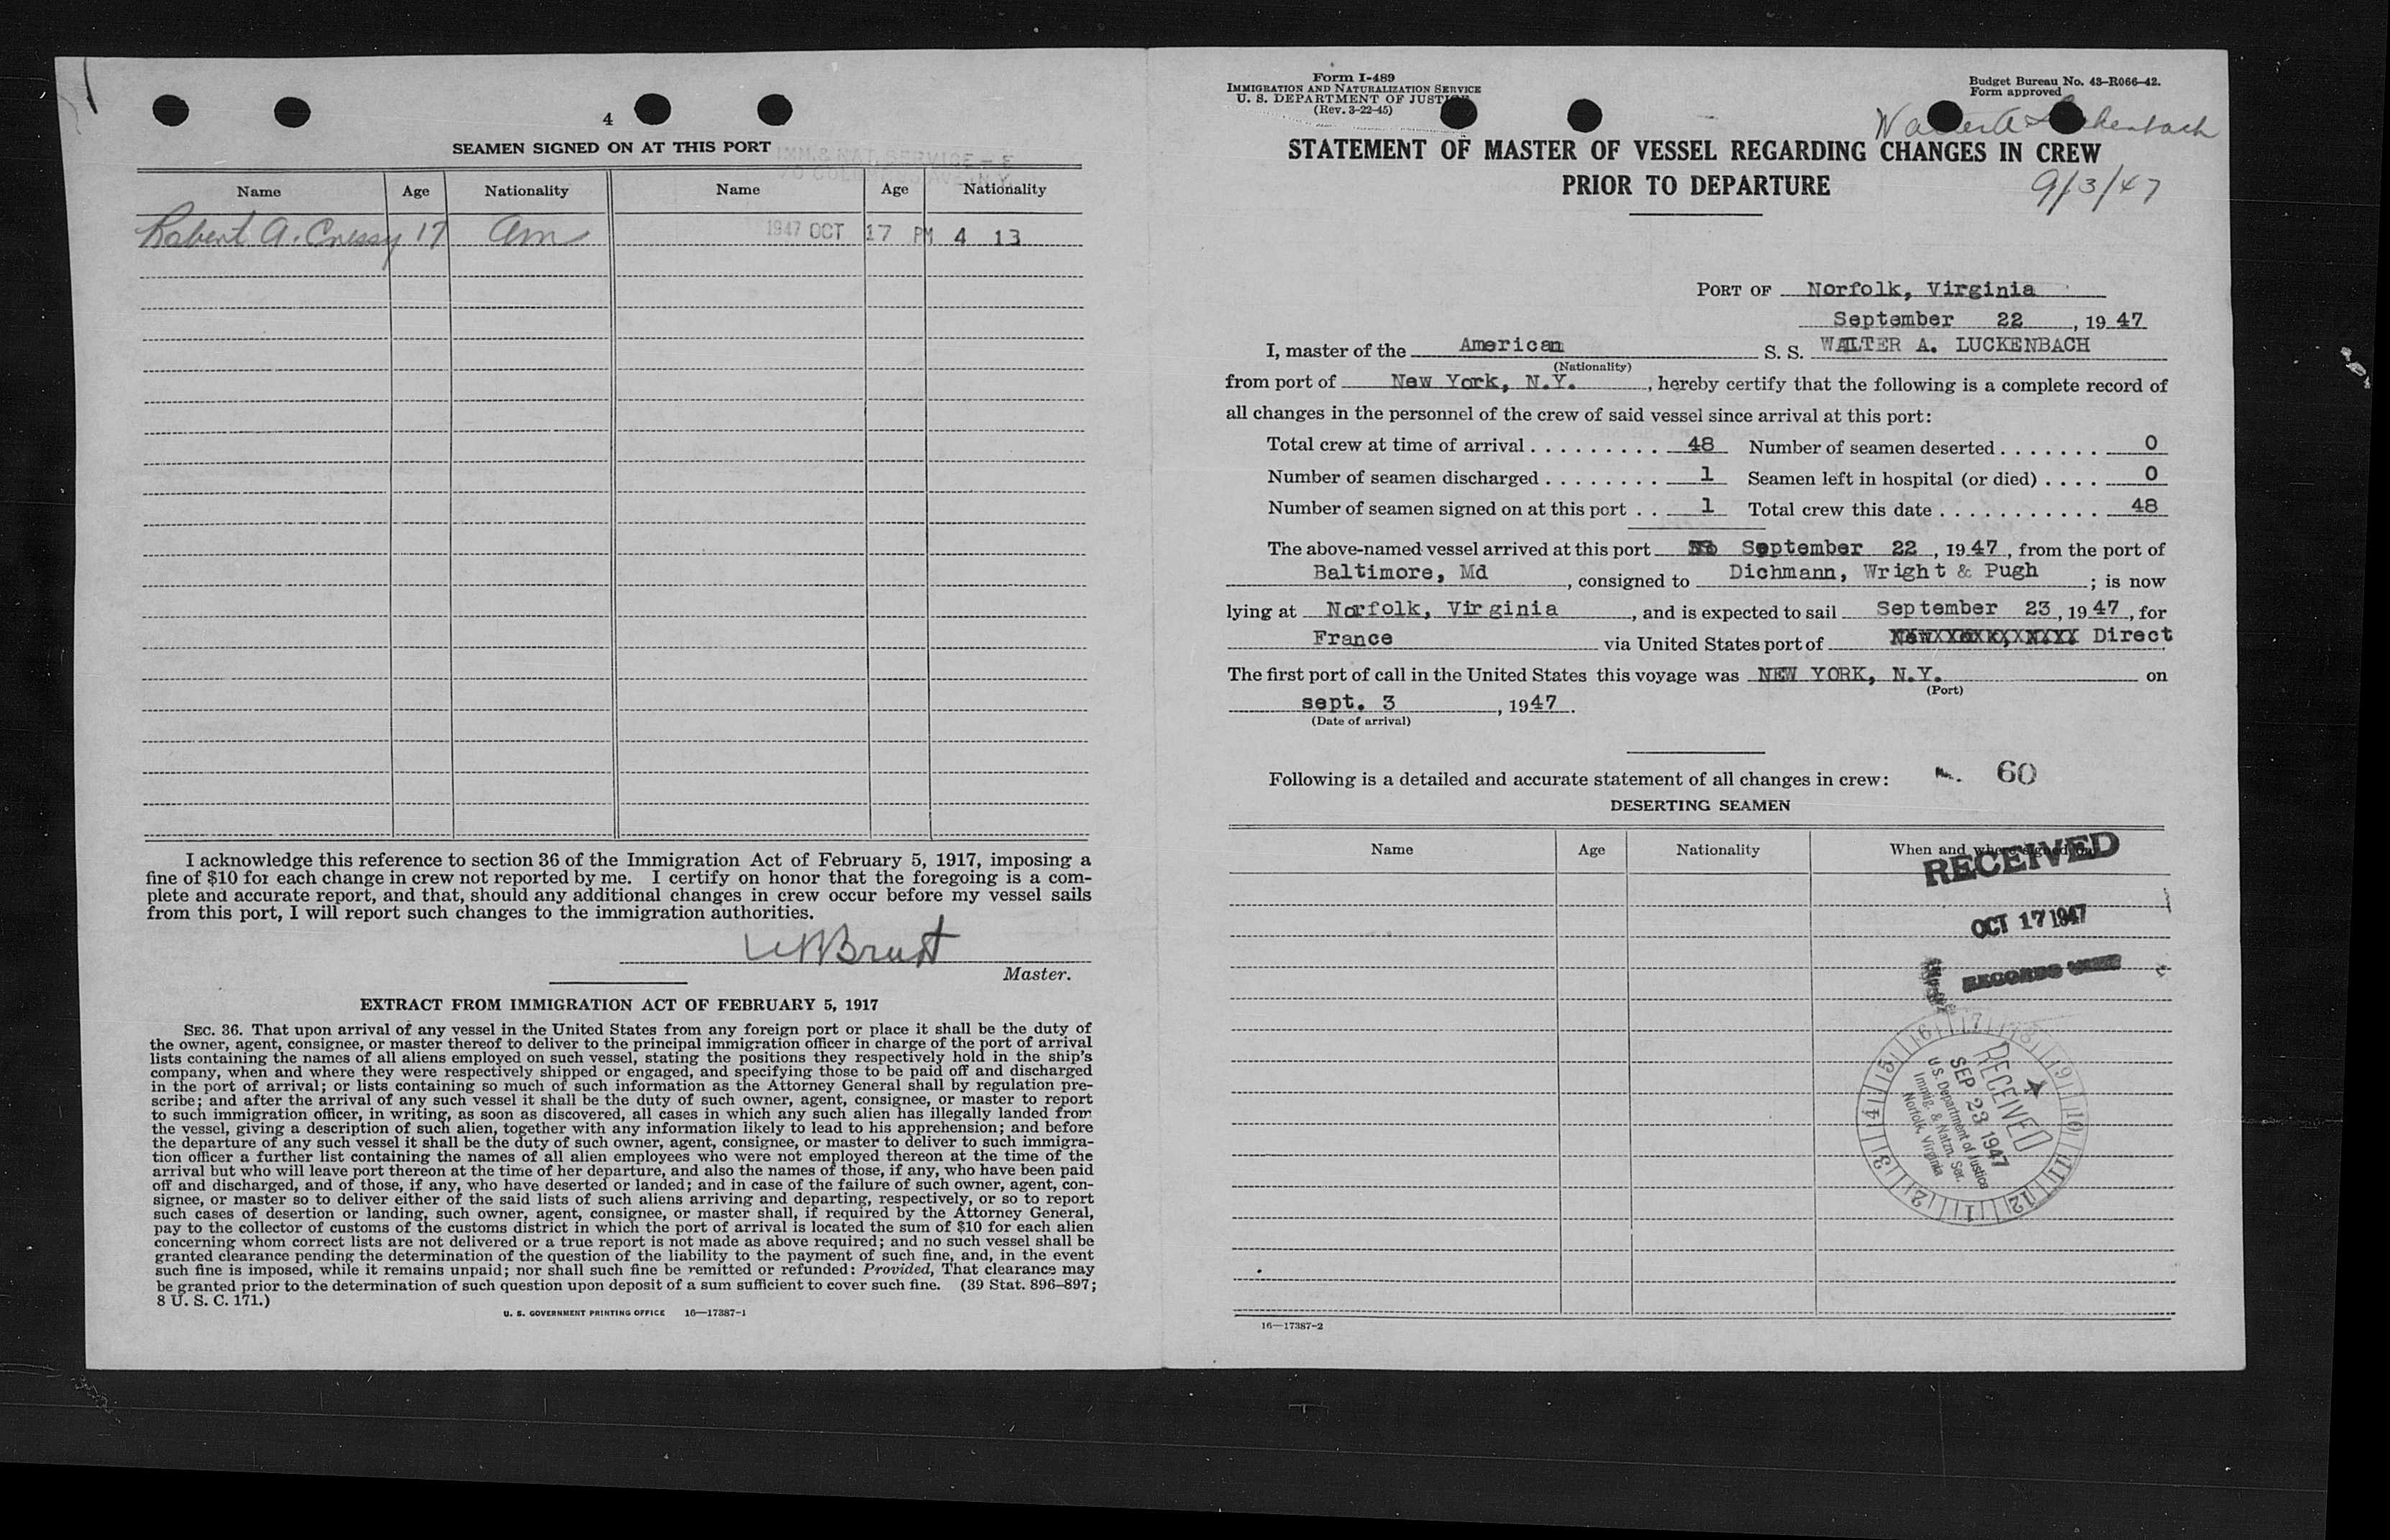 4
SEAMEN SIGNED ON AT THIS PORT
Name Age Nationality Name Age Nationality
Robert A. Cressy 17 Am
1947 OCT 17 PM 4 13
I acknowledge this reference to section 36 of the Immigration Act of February 5, 1917, imposing a
fine of $10 for each change in crew not reported by me. I certify on honor that the foregoing is a com-
plete and accurate report, and that, should any additional changes in crew occur before my vessel sails
from this port, I will report such changes to the immigration authorities.
Master.
EXTRACT FROM IMMIGRATION ACT OF FEBRUARY 5, 1917
SEC. 36. That upon arrival of any vessel in the United States from any foreign port or place it shall be the duty of
the owner, agent, consignee, or master thereof to deliver to the principal immigration officer in charge of the port of arrival
lists containing the names of all aliens employed on such vessel, stating the positions they respectively hold in the ship's
company, when and where they were respectively shipped or engaged, and specifying those to be paid off and discharged
in the port of arrival; or lists containing so much of such information as the Attorney General shall by regulation pre-
scribe; and after the arrival of any such vessel it shall be the duty of such owner, agent, consignee, or master to report
to such immigration officer, in writing, as soon as discovered, all cases in which any such alien has illegally landed from
the vessel, giving a description of such alien, together with any information likely to lead to his apprehension; and before
the departure of any such vessel it shall be the duty of such owner, agent, consignee, or master to deliver to such immigra-
tion officer a further list containing the names of all alien employees who were not employed thereon at the time of the
arrival but who will leave port thereon at the time of her departure, and also the names of those, if any, who have been paid
off and discharged, and of those, if any, who have deserted or landed; and in case of the failure of such owner, agent, con-
signee, or master so to deliver either of the said lists of such aliens arriving and departing, respectively, or so to report
such cases of desertion or landing, such owner, agent, consignee, or master shall, if required by the Attorney General,
pay to the collector of customs of the customs district in which the port of arrival is located the sum of $10 for each alien
concerning whom correct lists are not delivered or a true report is not made as above required; and no such vessel shall be
granted clearance pending the determination of the question of the liability to the payment of such fine, and, in the event
such fine is imposed, while it remains unpaid; nor shall such fine be remitted or refunded: Provided, That clearance may
be granted prior to the determination of such question upon deposit of a sum sufficient to cover such fine. (39 Stat. 896–897;
8 U. S. C. 171.)
U. S. GOVERNMENT PRINTING OFFICE 16—17387-1
Form I-489
IMMIGRATION AND NATURALIZATION SERVICE
U. S. DEPARTMENT OF JUSTICE
(Rev. 3-22-45)
Budget Bureau No. 43-R066-42.
Form approved
Walter A Luckenbach
STATEMENT OF MASTER OF VESSEL REGARDING CHANGES IN CREW
PRIOR TO DEPARTURE
9/3/47
PORT OF Norfolk, Virginia
September 22, 1947
I, master of the American S. S. WALTER A. LUCKENBACH
(Nationality)
from port of New York, N.Y., hereby certify that the following is a complete record of
all changes in the personnel of the crew of said vessel since arrival at this port:
Total crew at time of arrival . . . . . . . . . 48 Number of seamen deserted . . . . . . . 0
Number of seamen discharged . . . . . . . . 1 Seamen left in hospital (or died) . . . . 0
Number of seamen signed on at this port . . 1 Total crew this date . . . . . . . . . . . 48
The above-named vessel arrived at this port September 22, 1947, from the port of
Baltimore, Md, consigned to Dichmann, Wright & Pugh; is now
lying at Norfolk, Virginia, and is expected to sail September 23, 1947, for
France via United States port of Direct
The first port of call in the United States this voyage was NEW YORK, N.Y. on
(Port)
sept. 3, 1947.
(Date of arrival)
Following is a detailed and accurate statement of all changes in crew: 60
DESERTING SEAMEN
Name Age Nationality When and where signed on
RECEIVED
OCT 17 1947
RECORDS
6 7 8 9 10 11 12 1 2 3 4 5
RECEIVED
SEP 23 1947
U.S. Department of Justice
Immig. & Natzn. Ser.
Norfolk, Virginia
16—17387-2